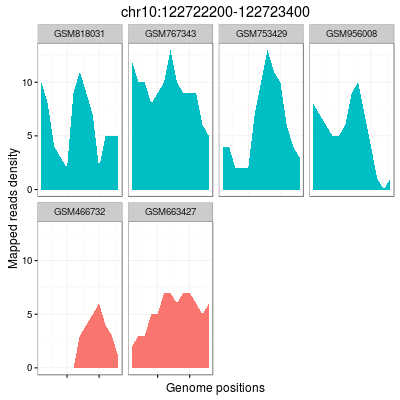 chr10:122722200-122723400
GSM818031 GSM767343 GSM753429 GSM956008
10
5
0
GSM466732 GSM663427
10
5
0
Mapped reads density
Genome positions